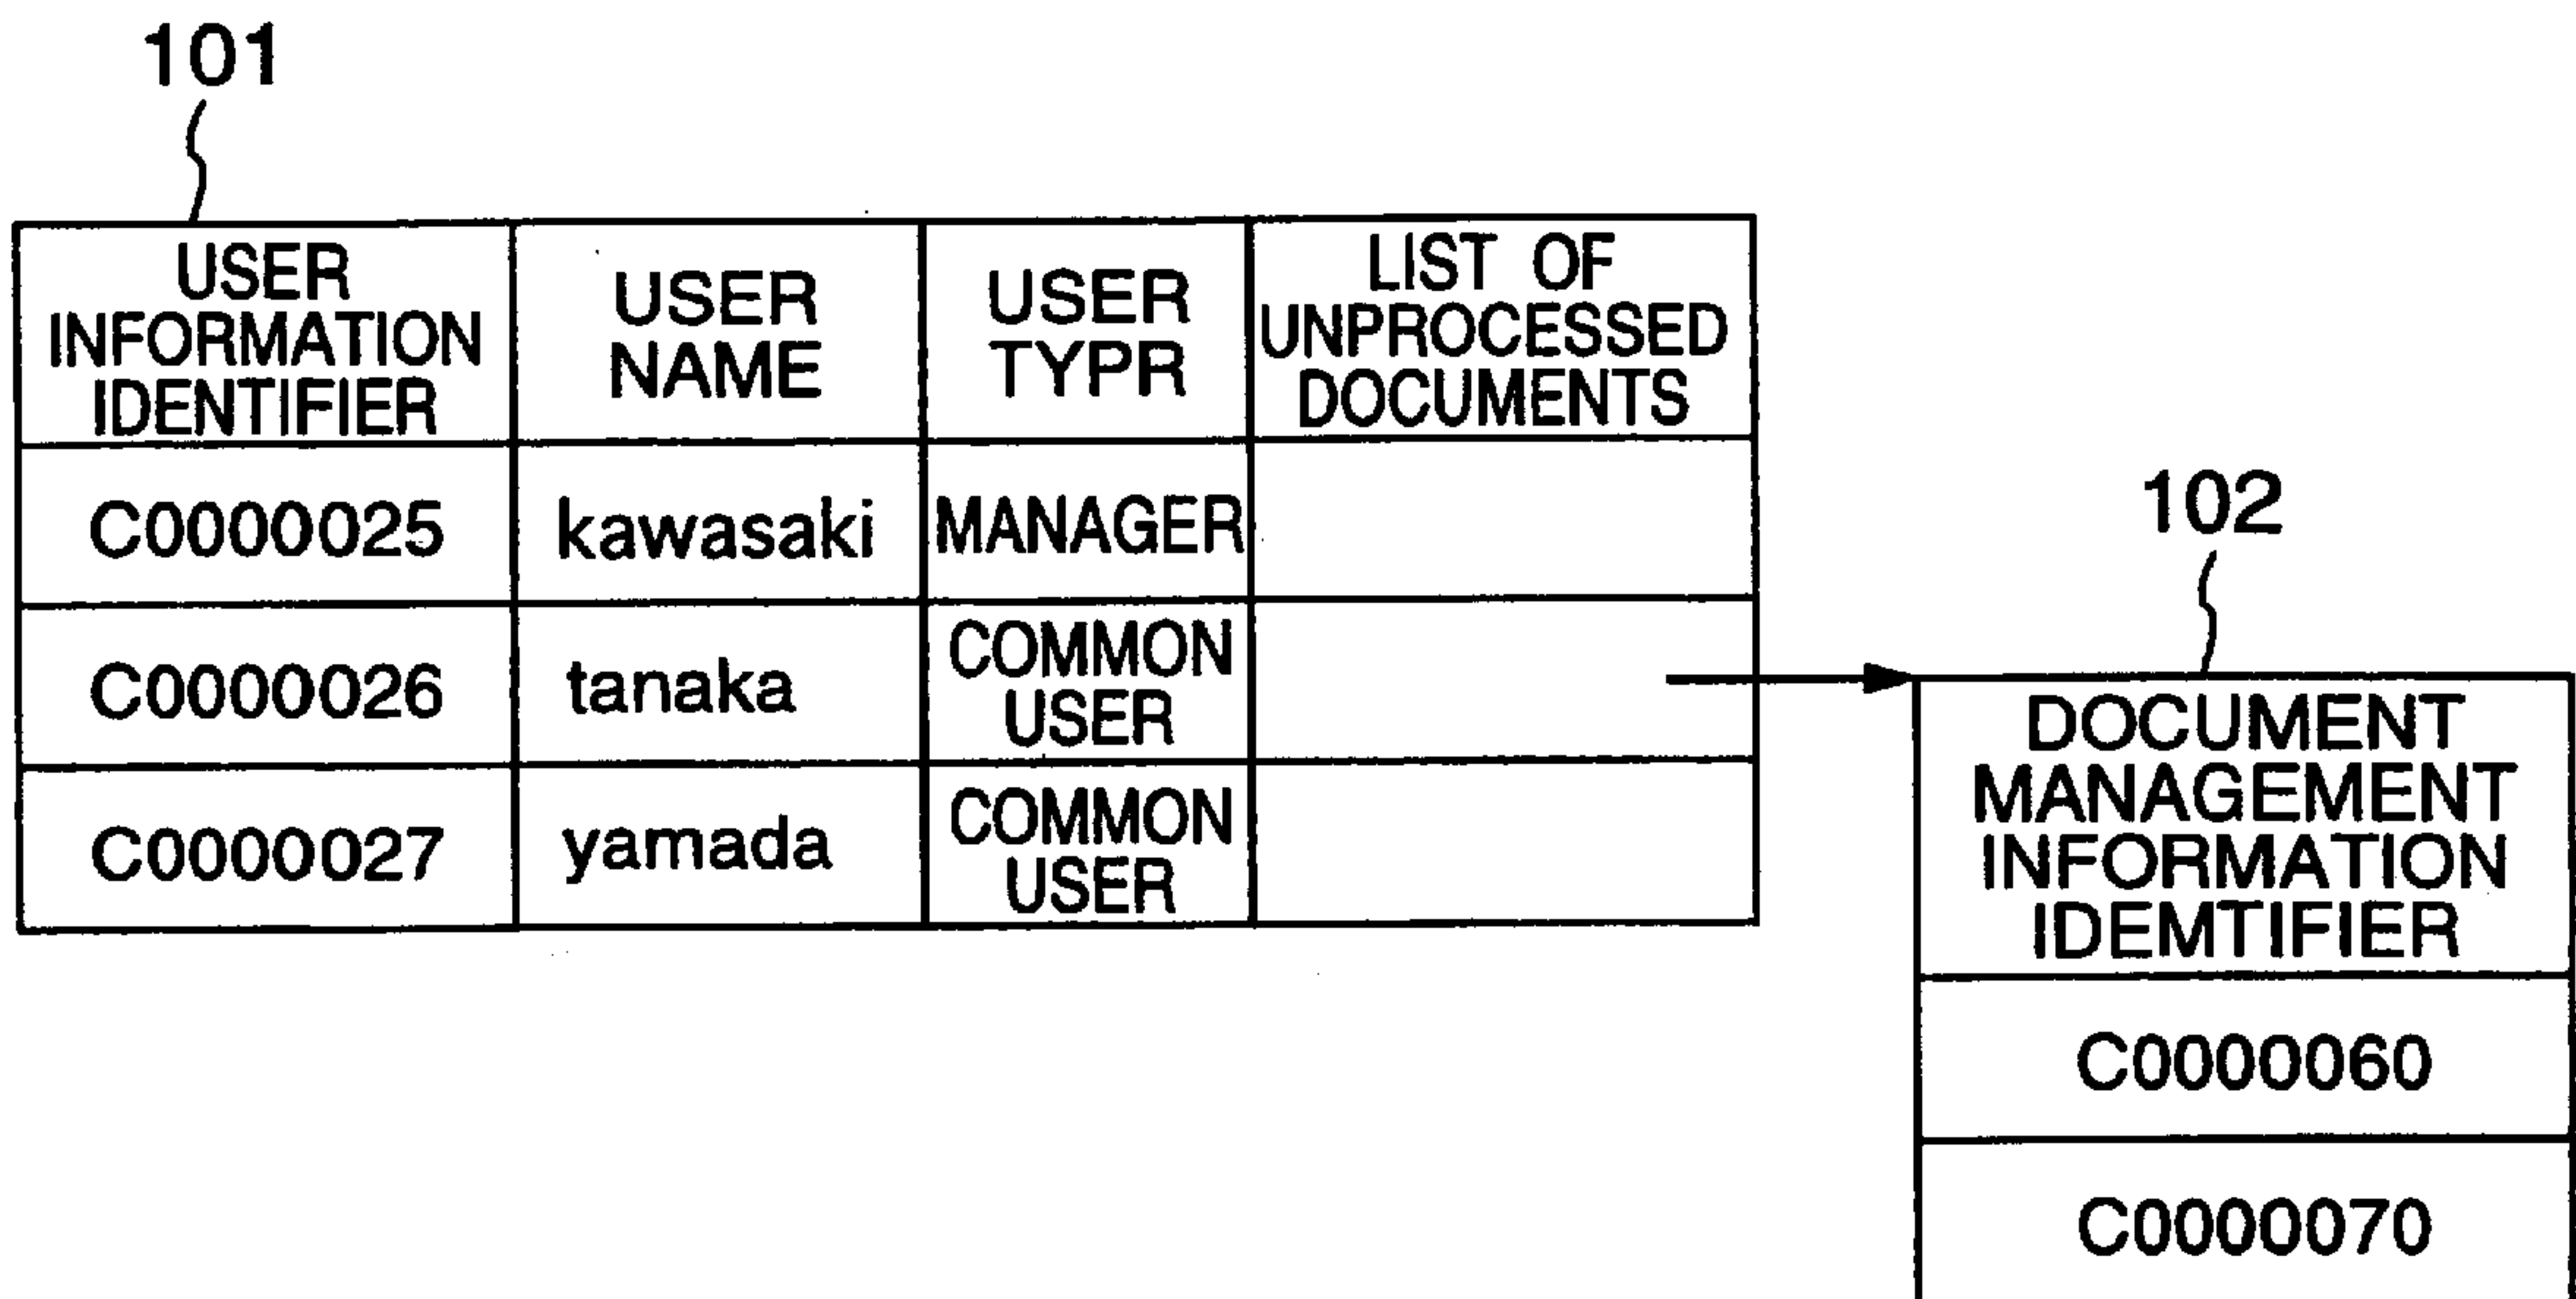 101
USER
INFORMATION
IDENTIFIER
USER
NAME
USER
TYPR
LIST OF
UNPROCESSED
DOCUMENTS
C0000025
kawasaki
MANAGER
C0000026
tanaka
COMMON
USER
C0000027
yamada
COMMON
USER
102
DOCUMENT
MANAGEMENT
INFORMATION
IDEMTIFIER
C0000060
C0000070